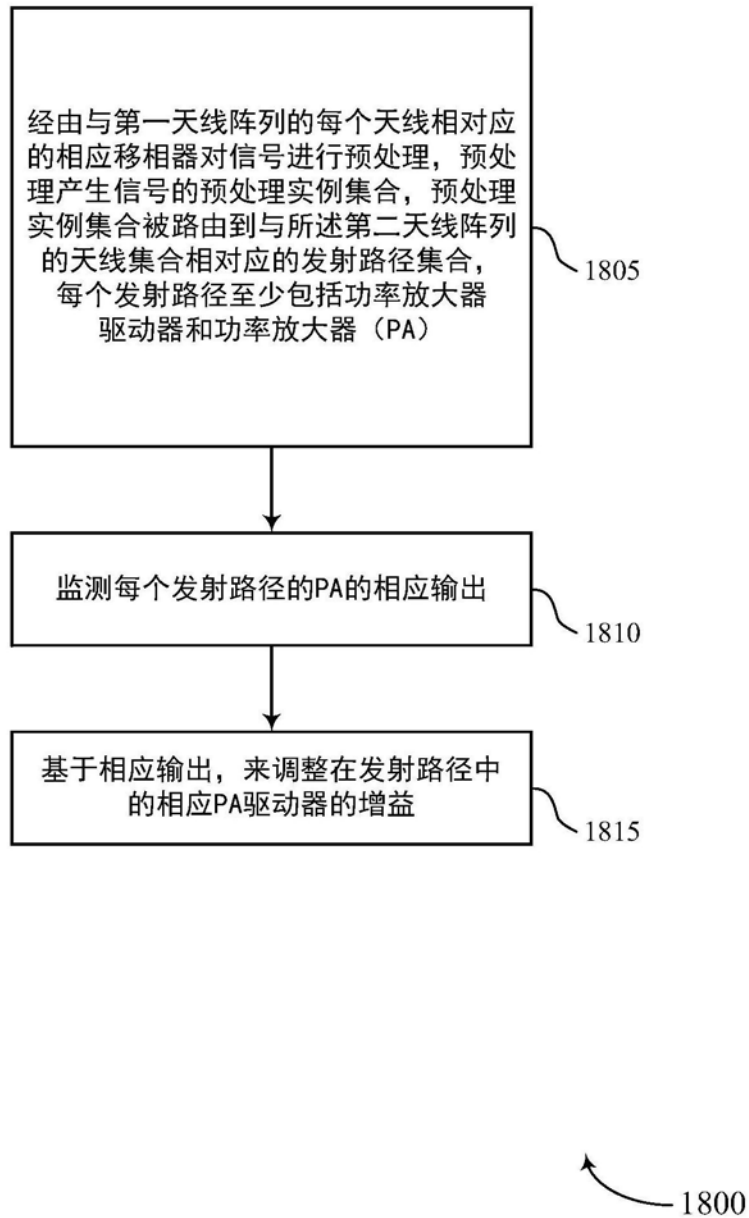 经由与第一天线阵列的每个天线相对应
的相应移相器对信号进行预处理，预处
理产生信号的预处理实例集合，预处理
实例集合被路由到与所述第二天线阵列
的天线集合相对应的发射路径集合，
每个发射路径至少包括功率放大器
驱动器和功率放大器（PA）
1805
监测每个发射路径的PA的相应输出
1810
基于相应输出，来调整在发射路径中
的相应PA驱动器的增益
1815
1800